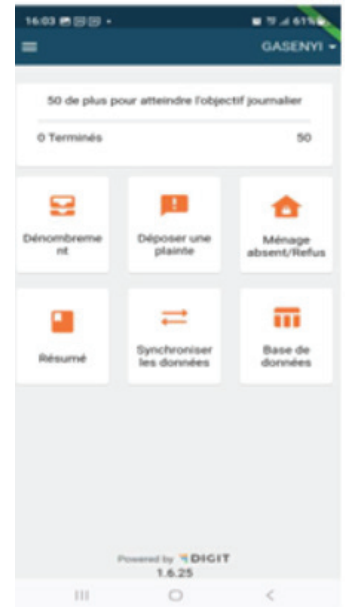 16:03
61%
GASENYI
50 de plus pour atteindre l'objectif journalier
0 Terminés 50
Dénombreme
nt
Déposer une
plainte
Ménage
absent/Refus
Résumé
Synchroniser
les données
Base de
données
Powered by DIGIT
1.6.25